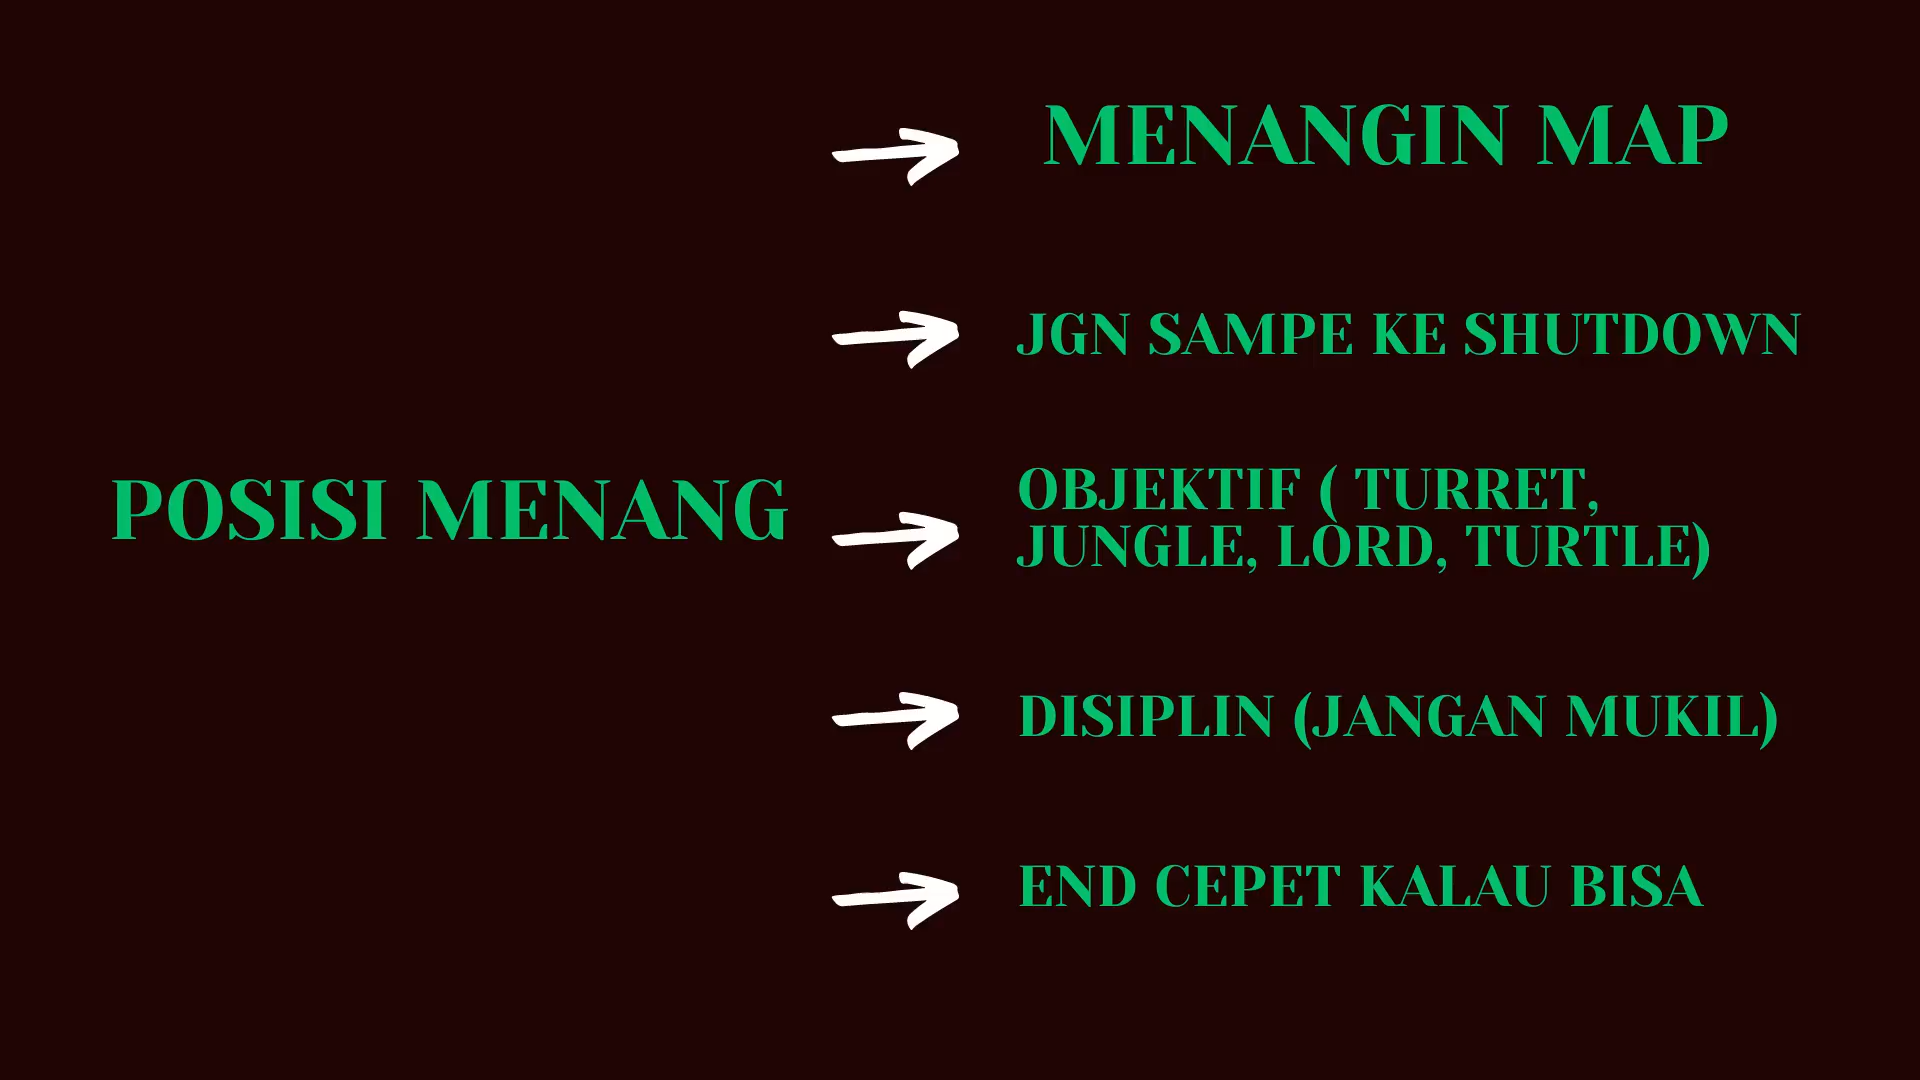 MENANGIN MAP
JGN SAMPE KE SHUTDOWN
POSISI MENANG
OBJEKTIF ( TURRET,
JUNGLE, LORD, TURTLE)
DISIPLIN (JANGAN MUKIL)
END CEPET KALAU BISA